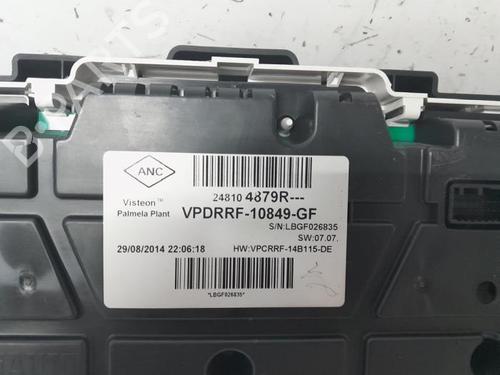 ANC
Visteon™
Palmela Plant
24810 4879R---
VPDRRF-10849-GF
S/N:LBGF026835
SW:07.07.
29/08/2014 22:06:18
HW:VPCRRF-14B115-DE
*LBGF026835*
B-PARTS